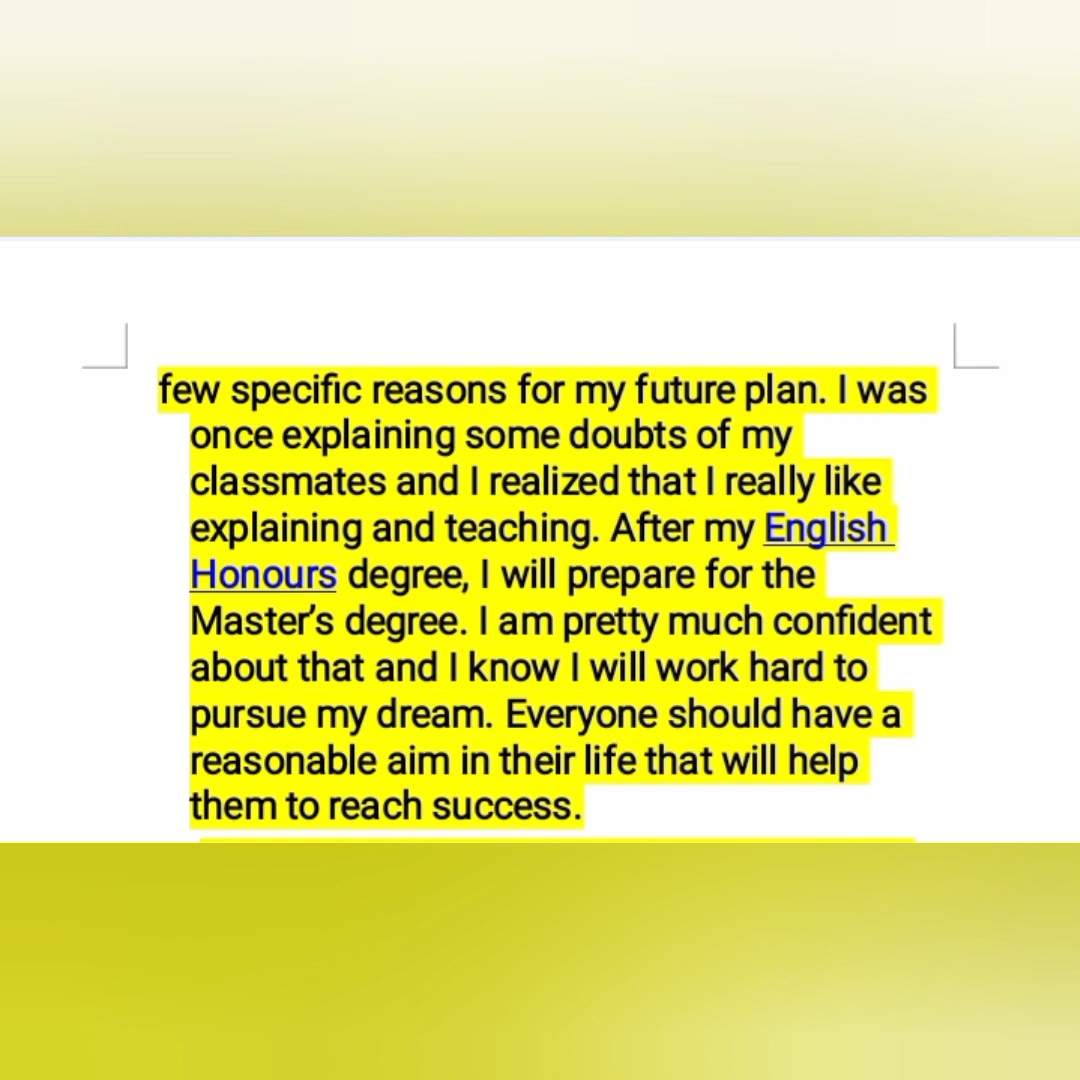 few specific reasons for my future plan. I was
once explaining some doubts of my
classmates and I realized that I really like
explaining and teaching. After my English
Honours degree, I will prepare for the
Master’s degree. I am pretty much confident
about that and I know I will work hard to
pursue my dream. Everyone should have a
reasonable aim in their life that will help
them to reach success.